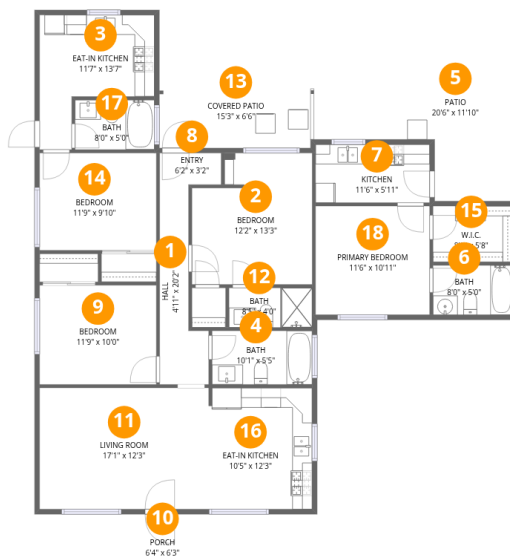 3
EAT-IN KITCHEN
11'7" x 13'7"
17
BATH
8'0" x 5'0"
13
COVERED PATIO
15'3" x 6'6"
5
PATIO
20'6" x 11'10"
8
ENTRY
6'2" x 3'2"
7
KITCHEN
11'6" x 5'11"
14
BEDROOM
11'9" x 9'10"
2
BEDROOM
12'2" x 13'3"
15
W.I.C.
5'8"
18
PRIMARY BEDROOM
11'6" x 10'11"
1
HALL
4'11" x 20'2"
6
BATH
8'0" x 5'0"
12
BATH
4'0"
9
BEDROOM
11'9" x 10'0"
4
BATH
10'1" x 5'5"
11
LIVING ROOM
17'1" x 12'3"
16
EAT-IN KITCHEN
10'5" x 12'3"
10
PORCH
6'4" x 6'3"